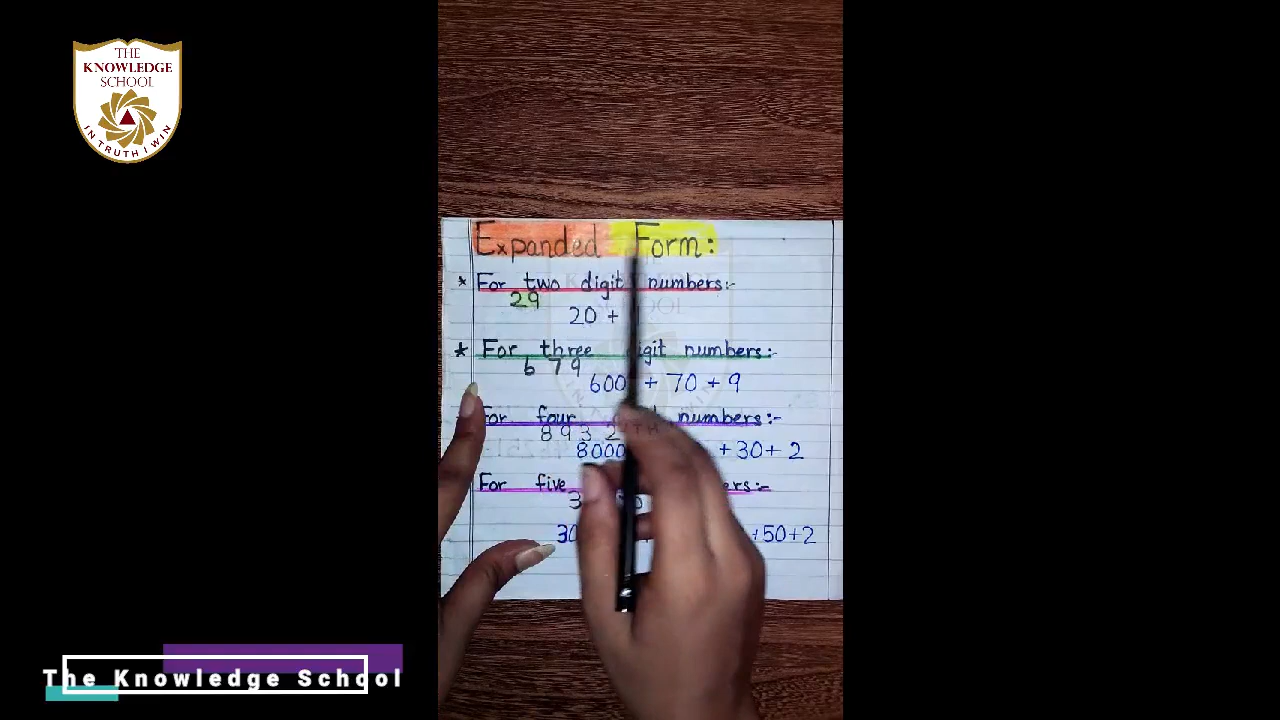 THE
KNOWLEDGE
SCHOOL
IN TRUTH I WIN
Expanded Form:
* For two digit numbers:-
29
20 +
* For three digit numbers:-
6 7 9
600 + 70 + 9
For four numbers:-
8 9 3 2
8000 + 30 + 2
For five
+50+2
The Knowledge School